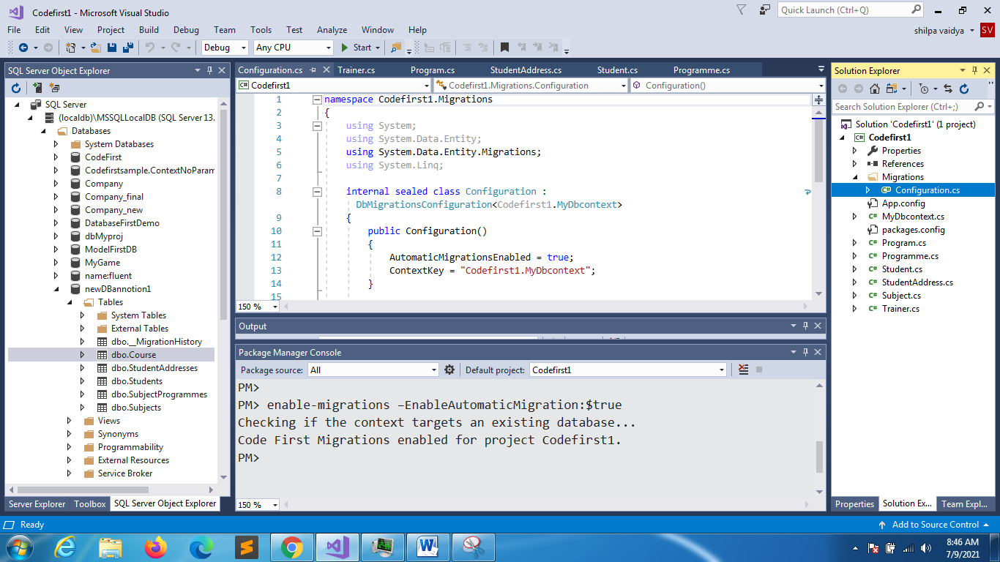 Codefirst1 - Microsoft Visual Studio
Quick Launch (Ctrl+Q)
File Edit View Project Build Debug Team Tools Test Analyze Window Help
shilpa vaidya SV
Debug Any CPU Start
SQL Server Object Explorer
SQL Server
(localdb)\MSSQLLocalDB (SQL Server 13.
Databases
System Databases
CodeFirst
Codefirstsample.ContextNoParam
Company
Company_final
Company_new
DatabaseFirstDemo
dbMyproj
ModelFirstDB
MyGame
name:fluent
newDBannotion1
Tables
System Tables
External Tables
dbo.__MigrationHistory
dbo.Course
dbo.StudentAddresses
dbo.Students
dbo.SubjectProgrammes
dbo.Subjects
Views
Synonyms
Programmability
External Resources
Service Broker
Server Explorer Toolbox SQL Server Object Explorer
Configuration.cs Trainer.cs Program.cs StudentAddress.cs Student.cs Programme.cs
C# Codefirst1 Codefirst1.Migrations.Configuration Configuration()
1 namespace Codefirst1.Migrations
2 {
3 using System;
4 using System.Data.Entity;
5 using System.Data.Entity.Migrations;
6 using System.Linq;
7
8 internal sealed class Configuration :
DbMigrationsConfiguration<Codefirst1.MyDbcontext>
9 {
10 public Configuration()
11 {
12 AutomaticMigrationsEnabled = true;
13 ContextKey = "Codefirst1.MyDbcontext";
14 }
15
150 %
Output
Package Manager Console
Package source: All Default project: Codefirst1
PM>
PM> enable-migrations –EnableAutomaticMigration:$true
Checking if the context targets an existing database...
Code First Migrations enabled for project Codefirst1.
PM>
150 %
Solution Explorer
Search Solution Explorer (Ctrl+;)
Solution 'Codefirst1' (1 project)
C# Codefirst1
Properties
References
Migrations
C# Configuration.cs
App.config
C# MyDbcontext.cs
packages.config
C# Program.cs
C# Programme.cs
C# Student.cs
C# StudentAddress.cs
C# Subject.cs
C# Trainer.cs
Properties Solution Ex... Team Expl...
Ready
Add to Source Control
8:46 AM
7/9/2021